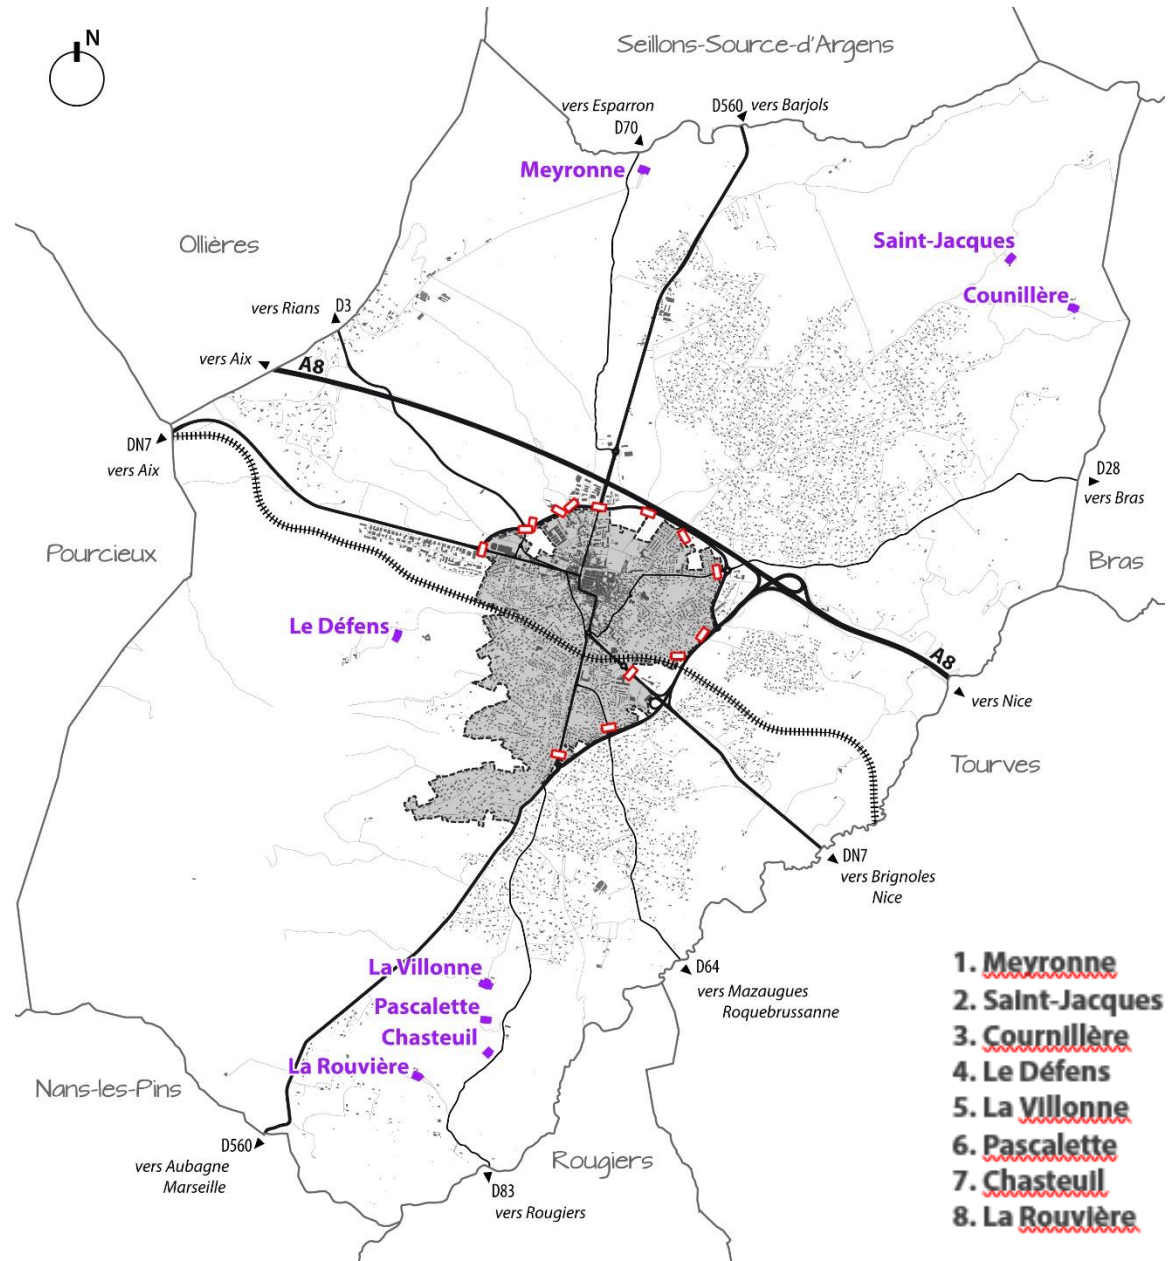 N
Seillons-Source-d'Argens
vers Esparron
D560
vers Barjols
D70
Meyronne
Saint-Jacques
Ollières
Counillère
vers Rians
D3
vers Aix
A8
DN7
vers Aix
D28
vers Bras
Pourcieux
Bras
Le Défens
A8
vers Nice
Tourves
DN7
vers Brignoles
Nice
La Villonne
D64
vers Mazaugues
Roquebrussanne
Pascalette
Chasteuil
La Rouvière
Nans-les-Pins
D560
vers Aubagne
Marseille
Rougiers
D83
vers Rougiers
1. Meyronne
2. Saint-Jacques
3. Cournillère
4. Le Défens
5. La Villonne
6. Pascalette
7. Chasteuil
8. La Rouvière